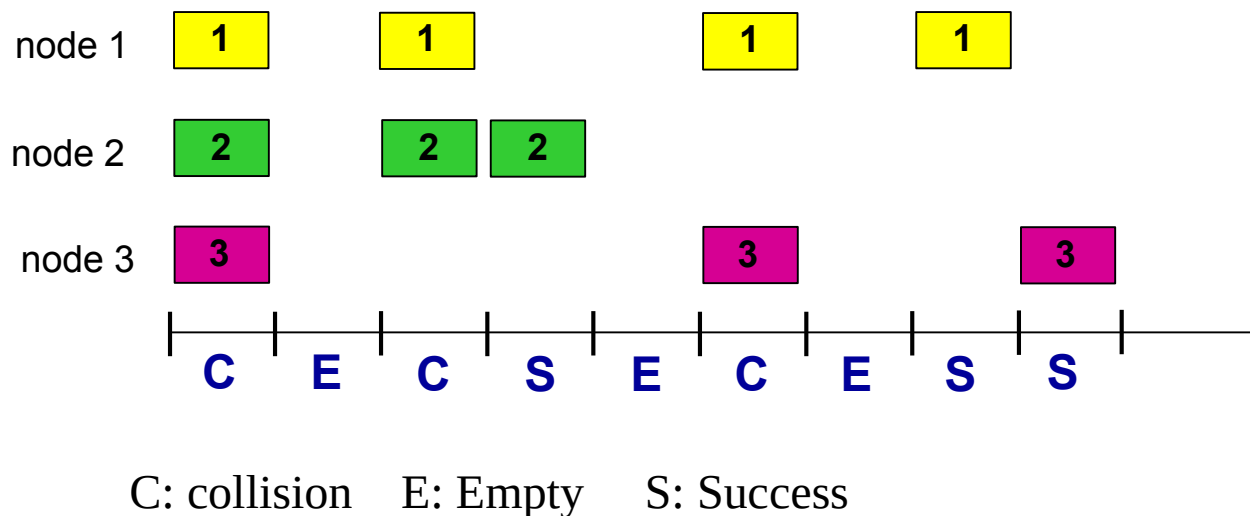 node 1 1 1 1 1
node 2 2 2 2
node 3 3 3 3
C E C S E C E S S
C: collision E: Empty S: Success